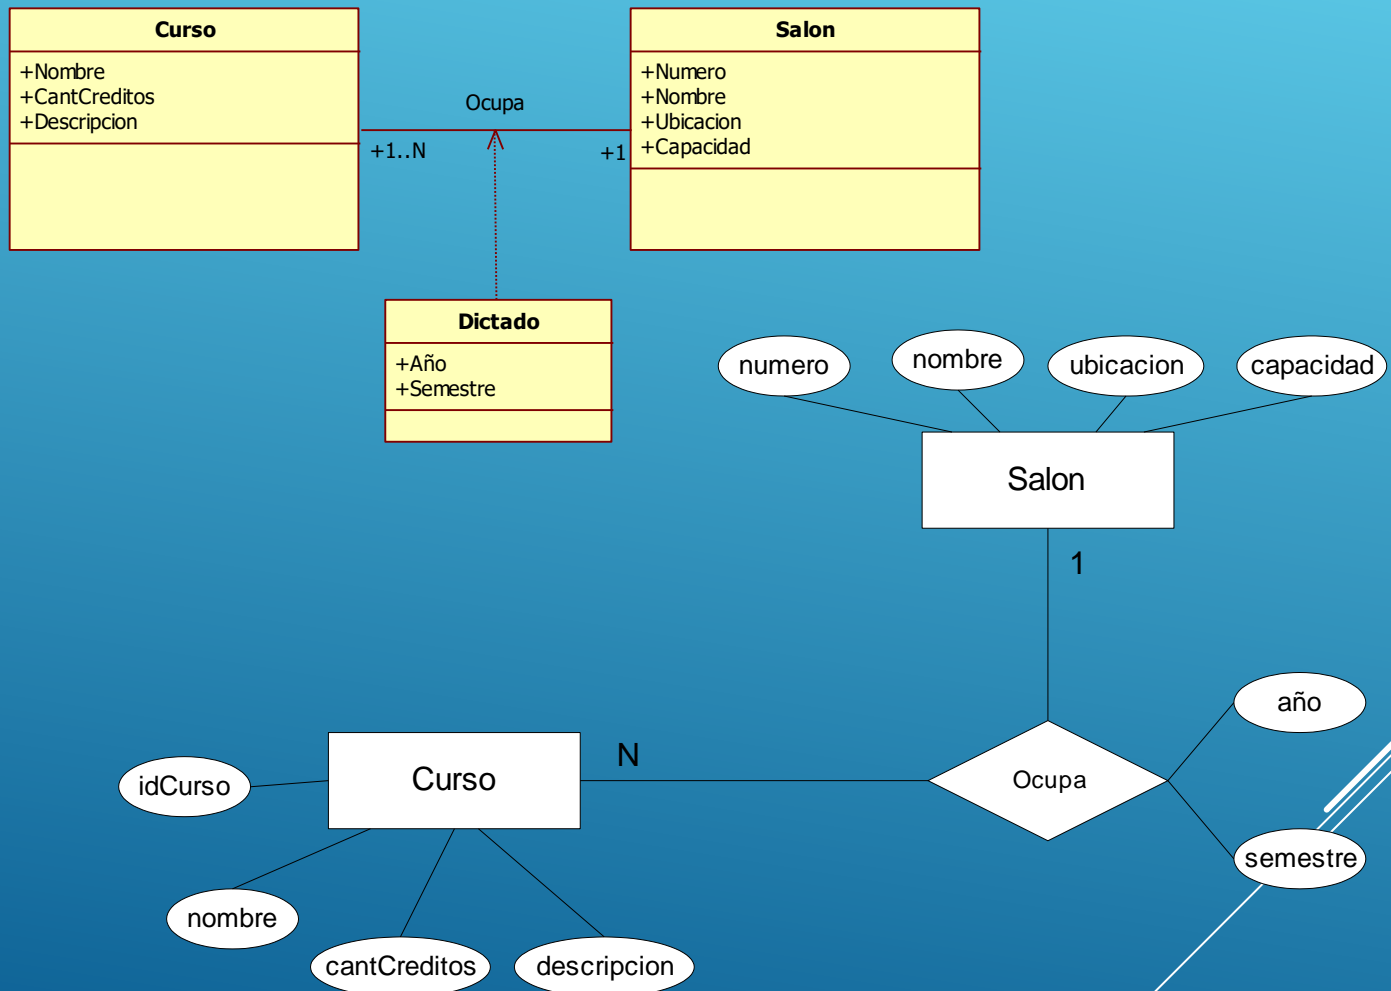 Curso
+Nombre
+CantCreditos
+Descripcion
Ocupa
+1..N
+1
Salon
+Numero
+Nombre
+Ubicacion
+Capacidad
Dictado
+Año
+Semestre
numero
nombre
ubicacion
capacidad
Salon
1
año
Ocupa
semestre
N
Curso
idCurso
nombre
cantCreditos
descripcion